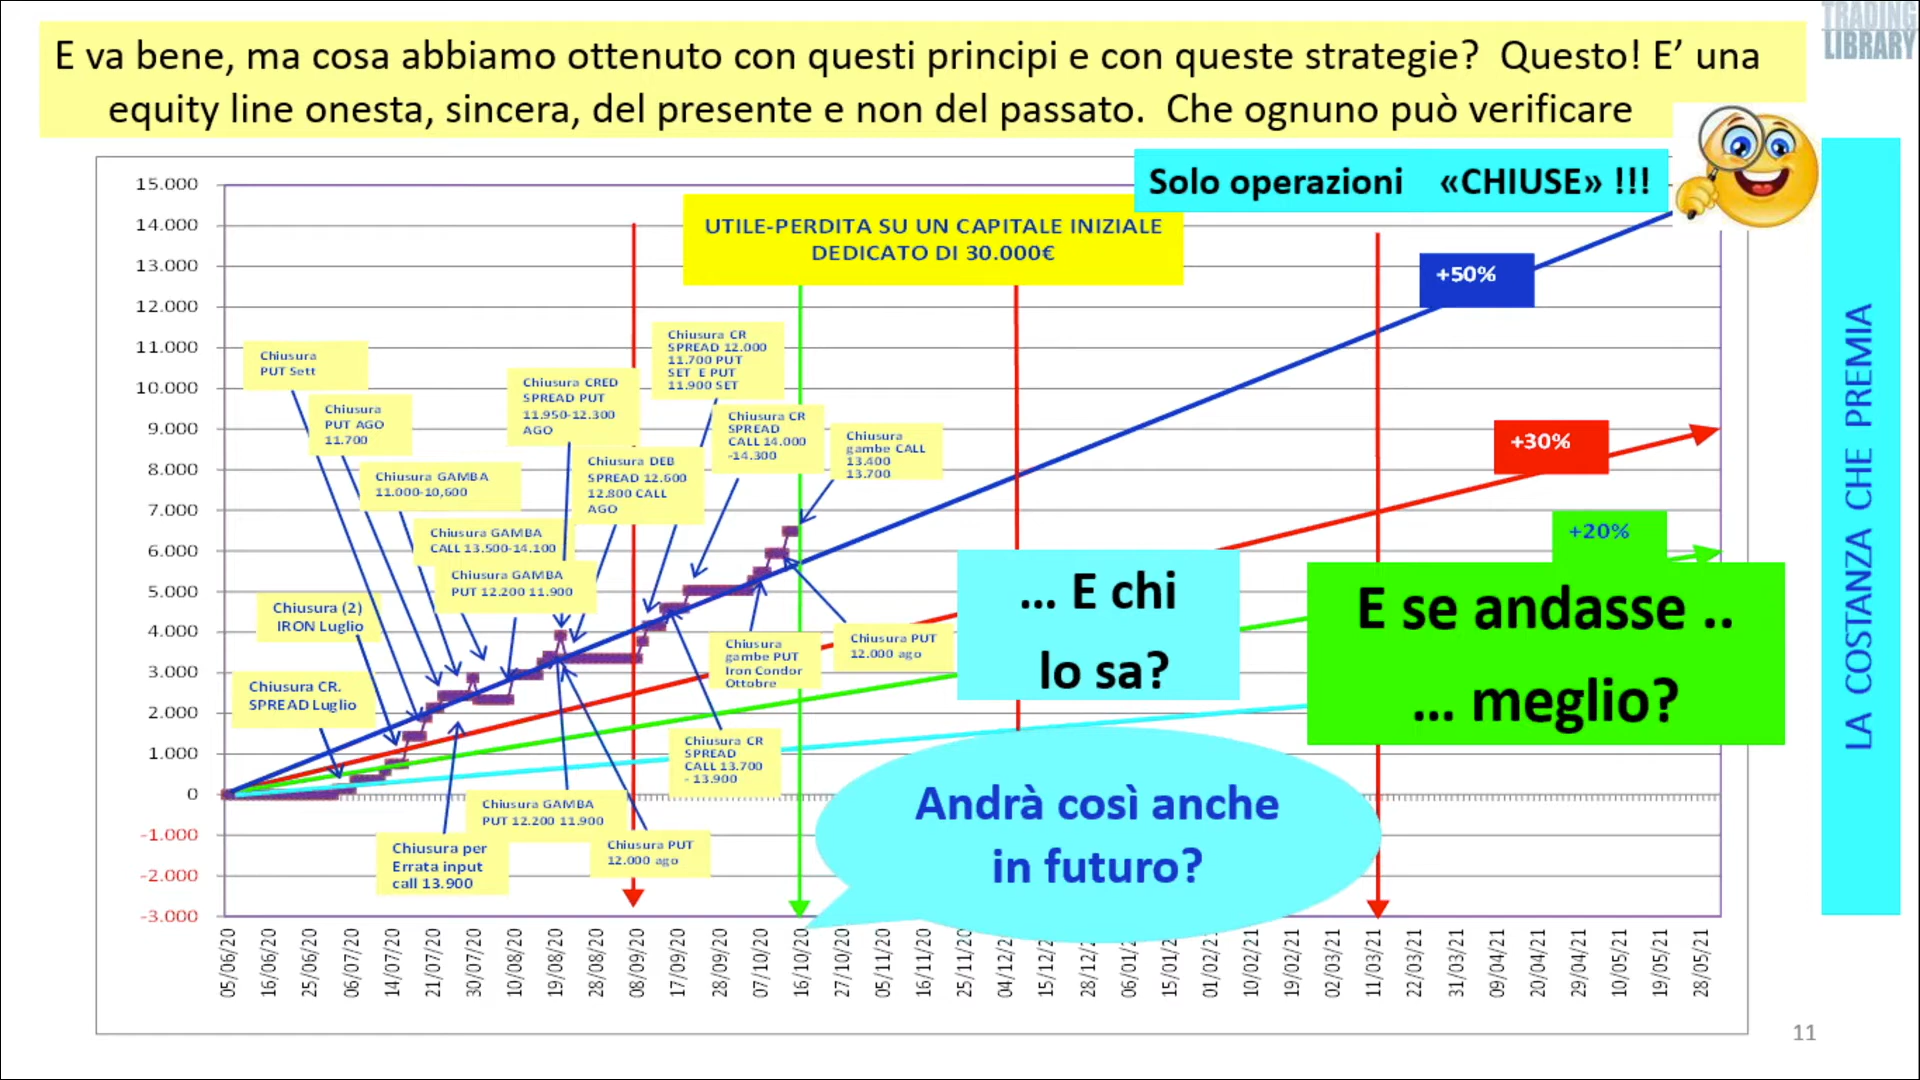 TRADING
LIBRARY
E va bene, ma cosa abbiamo ottenuto con questi principi e con queste strategie?  Questo! E' una
equity line onesta, sincera, del presente e non del passato.  Che ognuno può verificare
Solo operazioni «CHIUSE» !!!
UTILE-PERDITA SU UN CAPITALE INIZIALE
DEDICATO DI 30.000€
15.000
14.000
13.000
12.000
11.000
10.000
9.000
8.000
7.000
6.000
5.000
4.000
3.000
2.000
1.000
0
-1.000
-2.000
-3.000
+50%
+30%
+20%
Chiusura
PUT Sett
Chiusura
PUT AGO
11.700
Chiusura GAMBA
11.000-10,600
Chiusura GAMBA
CALL 13.500-14.100
Chiusura GAMBA
PUT 12.200 11.900
Chiusura (2)
IRON Luglio
Chiusura CR.
SPREAD Luglio
Chiusura CRED
SPREAD PUT
11.950-12.300
AGO
Chiusura DEB
SPREAD 12.600
12.800 CALL
AGO
Chiusura CR
SPREAD 12.000
11.700 PUT
SET E PUT
11.900 SET
Chiusura CR
SPREAD
CALL 14.000
-14.300
Chiusura
gambe CALL
13.400
13.700
Chiusura
gambe PUT
Iron Condor
Ottobre
Chiusura PUT
12.000 ago
Chiusura CR
SPREAD
CALL 13.700
- 13.900
Chiusura GAMBA
PUT 12.200 11.900
Chiusura PUT
12.000 ago
Chiusura per
Errata input
call 13.900
... E chi
lo sa?
E se andasse ..
... meglio?
Andrà così anche
in futuro?
LA COSTANZA CHE PREMIA
05/06/20
16/06/20
25/06/20
06/07/20
14/07/20
21/07/20
30/07/20
10/08/20
19/08/20
28/08/20
08/09/20
17/09/20
28/09/20
07/10/20
16/10/20
27/10/20
05/11/20
16/11/20
25/11/20
04/12/2
15/12/2
28/12/2
06/01/2
15/01/21
01/02/21
10/02/21
19/02/21
02/03/21
11/03/21
22/03/21
31/03/21
09/04/21
20/04/21
29/04/21
10/05/21
19/05/21
28/05/21
11